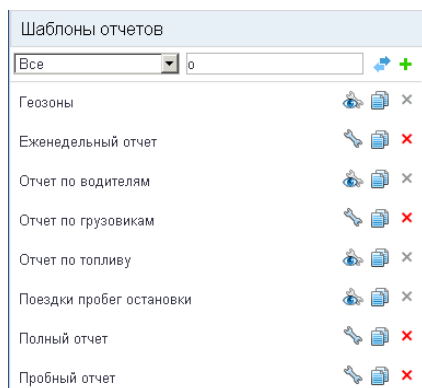 Шаблоны отчетов
Все о
Геозоны
Еженедельный отчет
Отчет по водителям
Отчет по грузовикам
Отчет по топливу
Поездки пробег остановки
Полный отчет
Пробный отчет